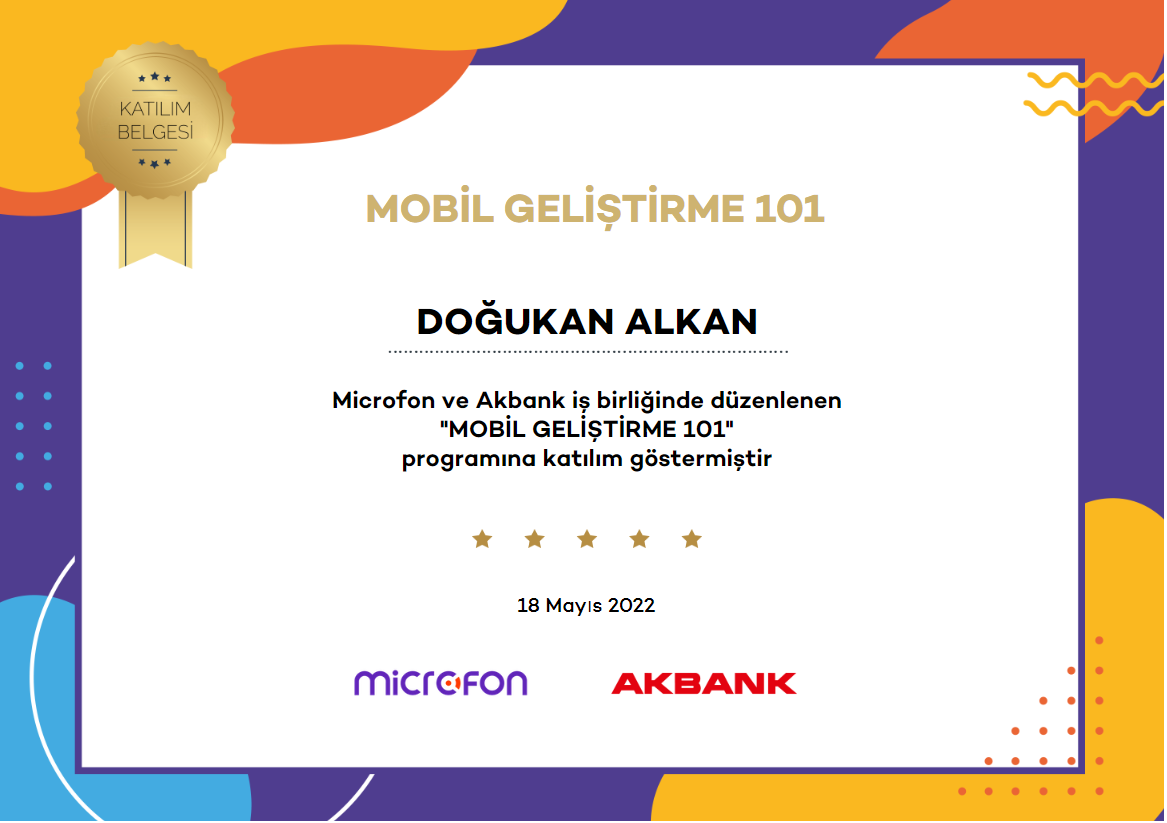 KATILIM
BELGESİ
MOBİL GELİŞTİRME 101
DOĞUKAN ALKAN
Microfon ve Akbank iş birliğinde düzenlenen
"MOBİL GELİŞTİRME 101"
programına katılım göstermiştir
18 Mayıs 2022
microfon AKBANK